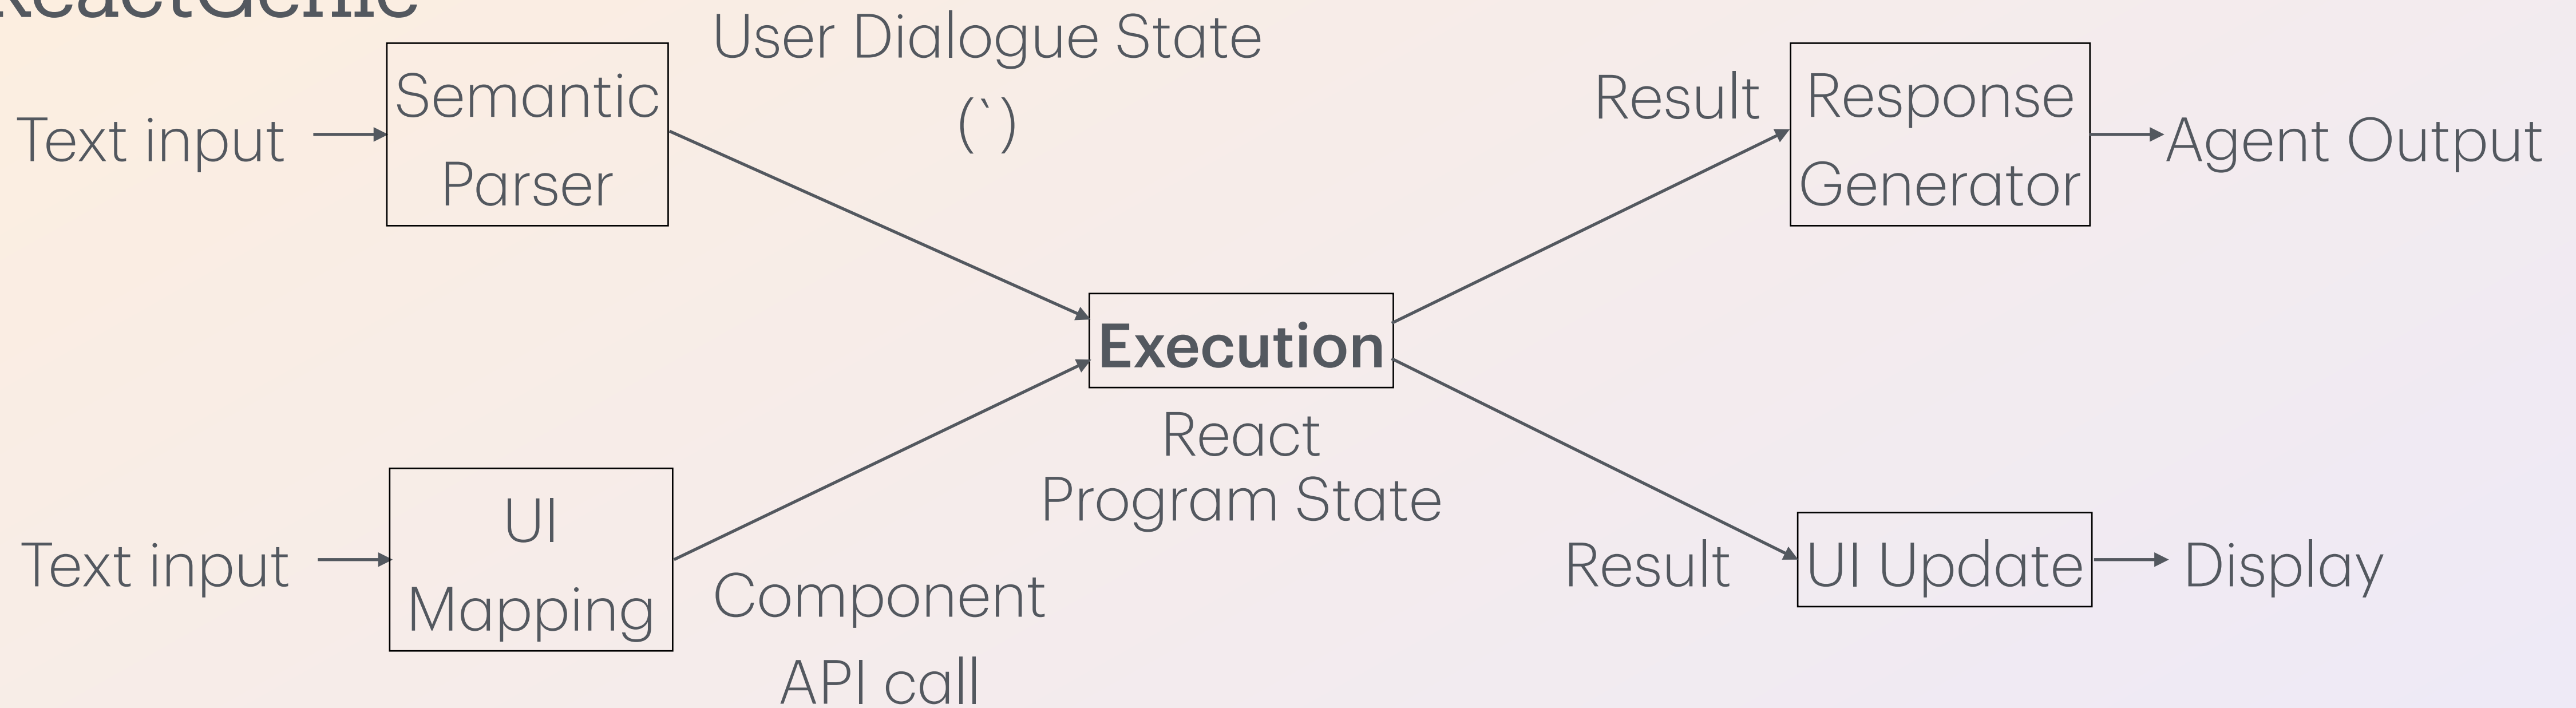 ReactGenie
User Dialogue State
(`)
Text input
Semantic
Parser
Result
Response
Generator
Agent Output
Execution
React
Program State
Text input
UI
Mapping
Component
API call
Result
UI Update
Display